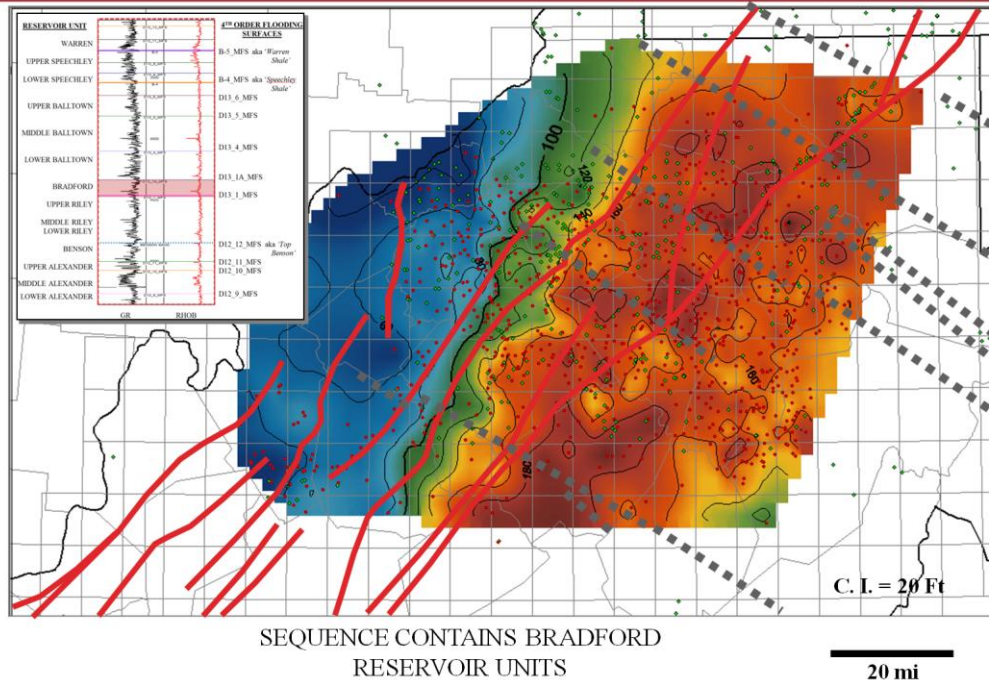 RESERVOIR UNIT
4TH ORDER FLOODING
SURFACES
WARREN
B-5_MFS aka 'Warren
Shale'
UPPER SPEECHLEY
LOWER SPEECHLEY
B-4_MFS aka 'Speechley
Shale'
D13_6_MFS
UPPER BALLTOWN
D13_5_MFS
MIDDLE BALLTOWN
D13_4_MFS
LOWER BALLTOWN
D13_1A_MFS
BRADFORD
D13_1_MFS
UPPER RILEY
MIDDLE RILEY
LOWER RILEY
D12_12_MFS aka 'Top
Benson'
BENSON
D12_11_MFS
UPPER ALEXANDER
D12_10_MFS
MIDDLE ALEXANDER
D12_9_MFS
LOWER ALEXANDER
GR
RHOB
100
120
140
160
80
60
160
180
C. I. = 20 Ft
SEQUENCE CONTAINS BRADFORD
RESERVOIR UNITS
20 mi